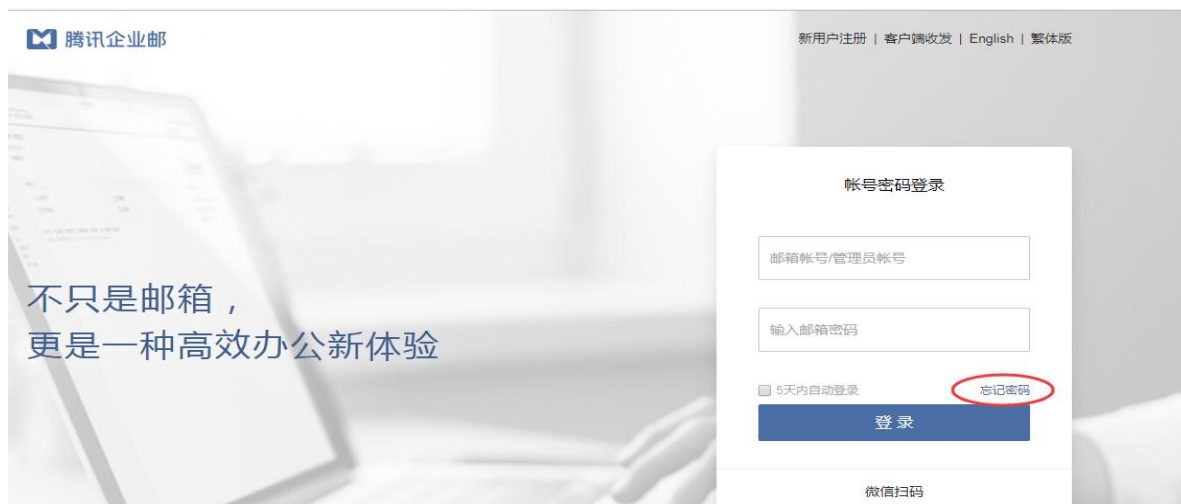 腾讯企业邮
新用户注册 | 客户端收发 | English | 繁体版
帐号密码登录
邮箱帐号/管理员帐号
不只是邮箱，
更是一种高效办公新体验
输入邮箱密码
5天内自动登录
忘记密码
登录
微信扫码